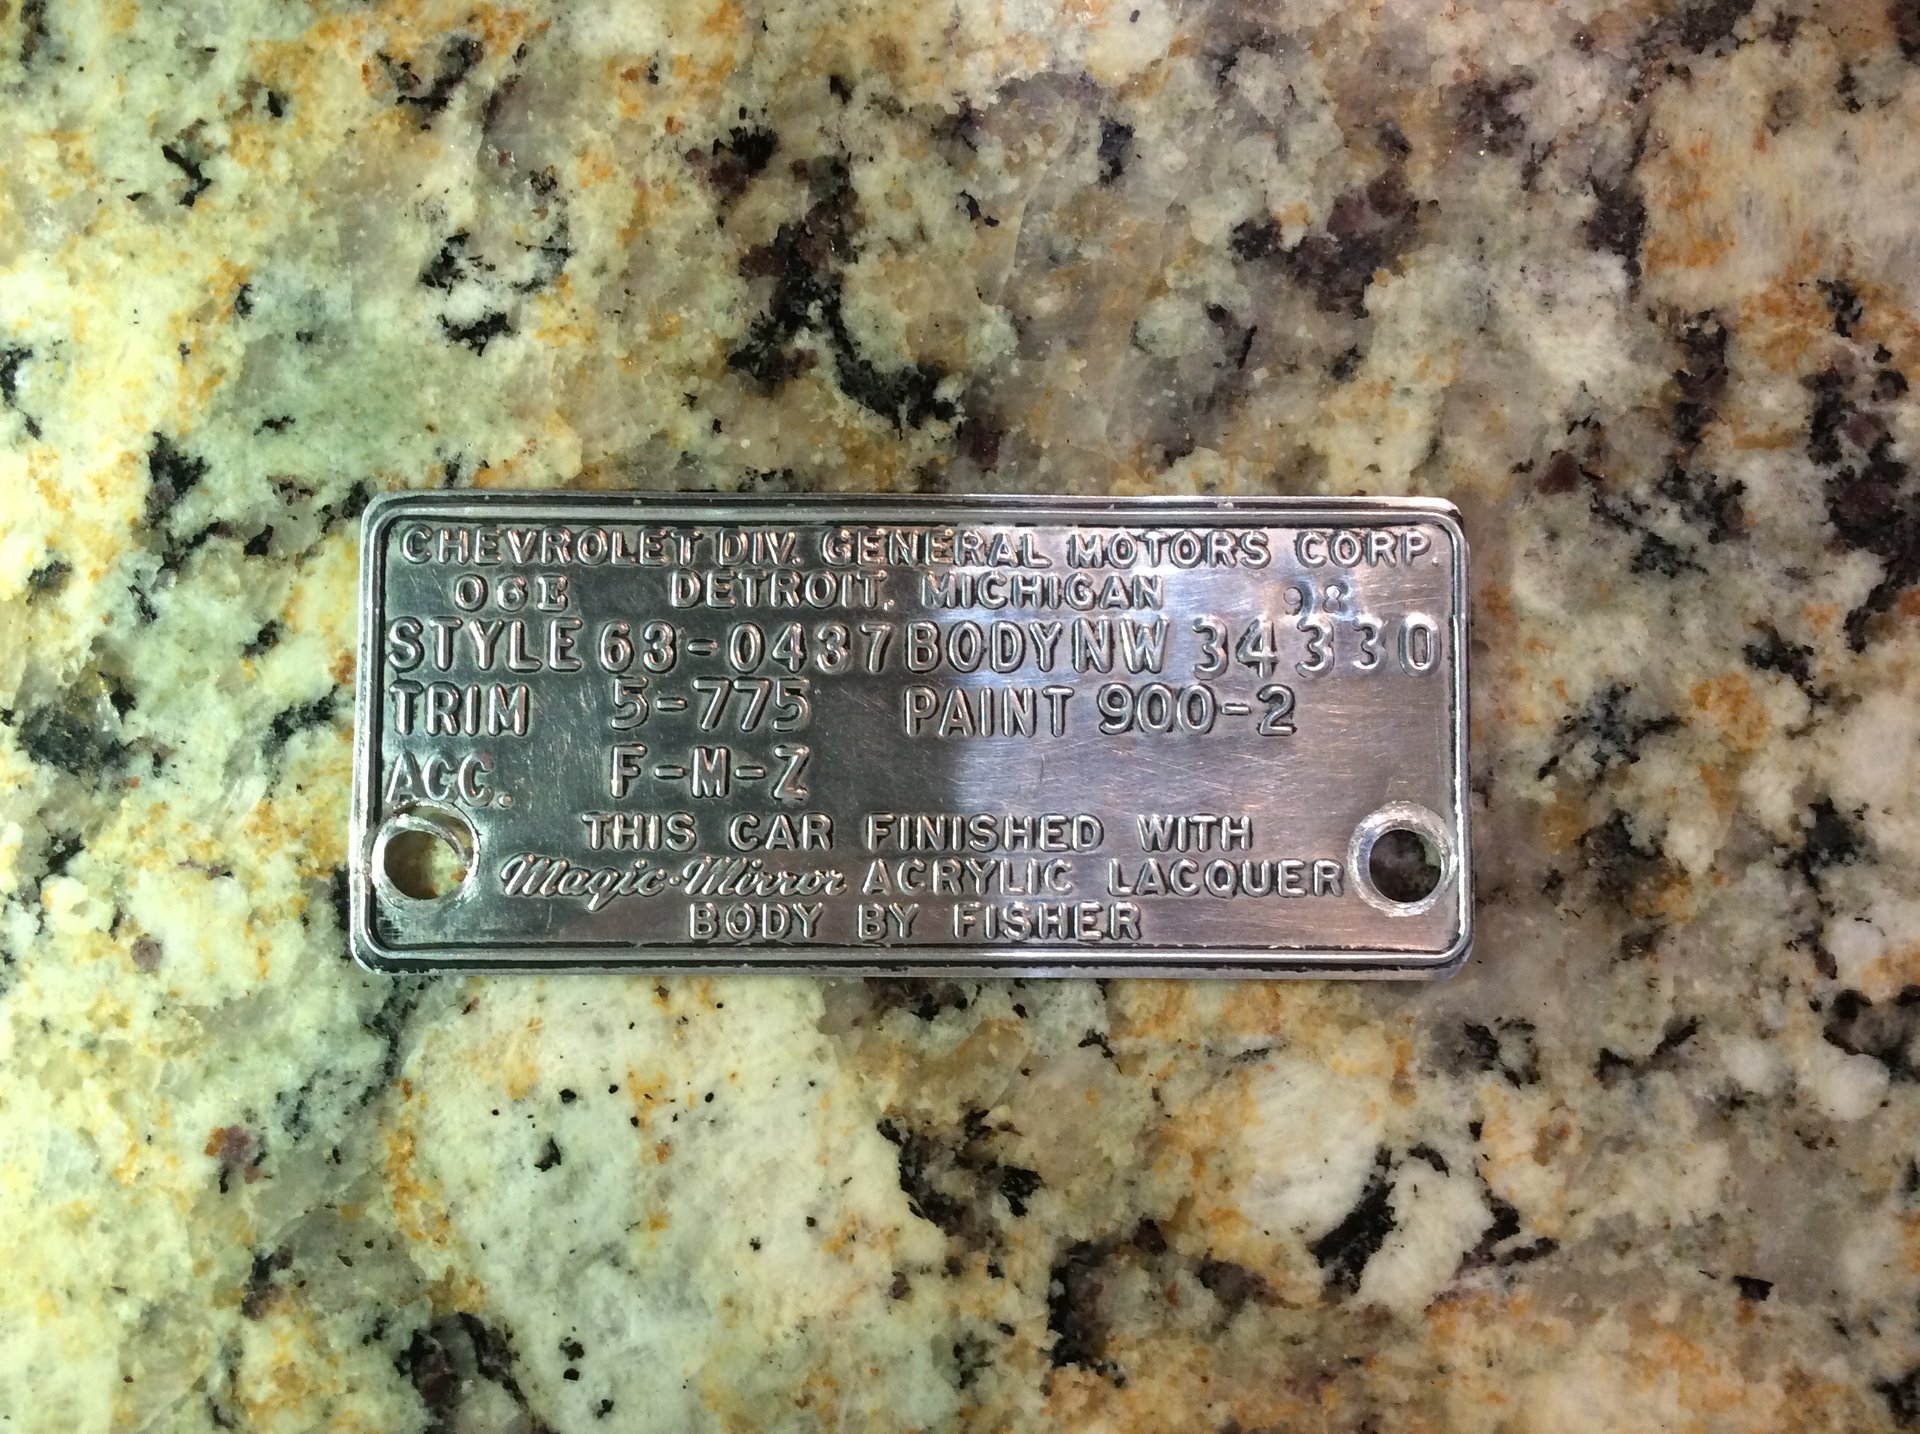 CHEVROLET DIV. GENERAL MOTORS CORP.
06E DETROIT, MICHIGAN 98
STYLE 63-0437 BODY NW 34330
TRIM 5-775 PAINT 900-2
ACC. F-M-Z
THIS CAR FINISHED WITH
Magic-Mirror ACRYLIC LACQUER
BODY BY FISHER